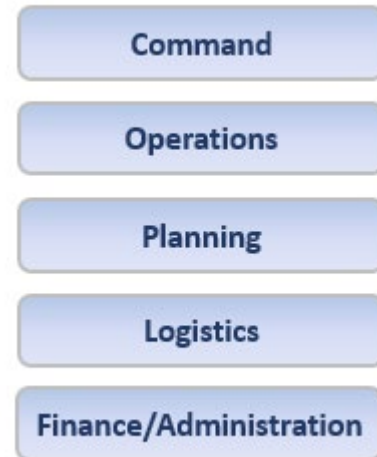 Command
Operations
Planning
Logistics
Finance/Administration